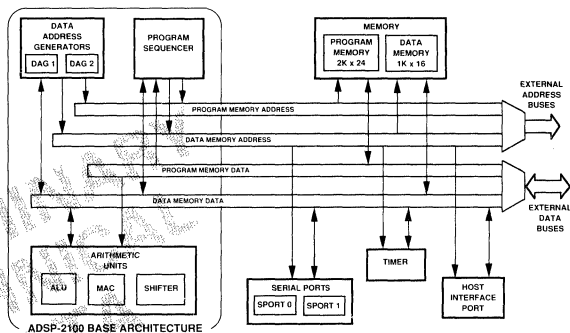 DATA
ADDRESS
GENERATORS
DAG 1
DAG 2
PROGRAM
SEQUENCER
MEMORY
PROGRAM
MEMORY
2K x 24
DATA
MEMORY
1K x 16
EXTERNAL
ADDRESS
BUSES
PROGRAM MEMORY ADDRESS
DATA MEMORY ADDRESS
PROGRAM MEMORY DATA
DATA MEMORY DATA
EXTERNAL
DATA
BUSES
ARITHMETIC
UNITS
ALU
MAC
SHIFTER
SERIAL PORTS
SPORT 0
SPORT 1
TIMER
HOST
INTERFACE
PORT
ADSP-2100 BASE ARCHITECTURE